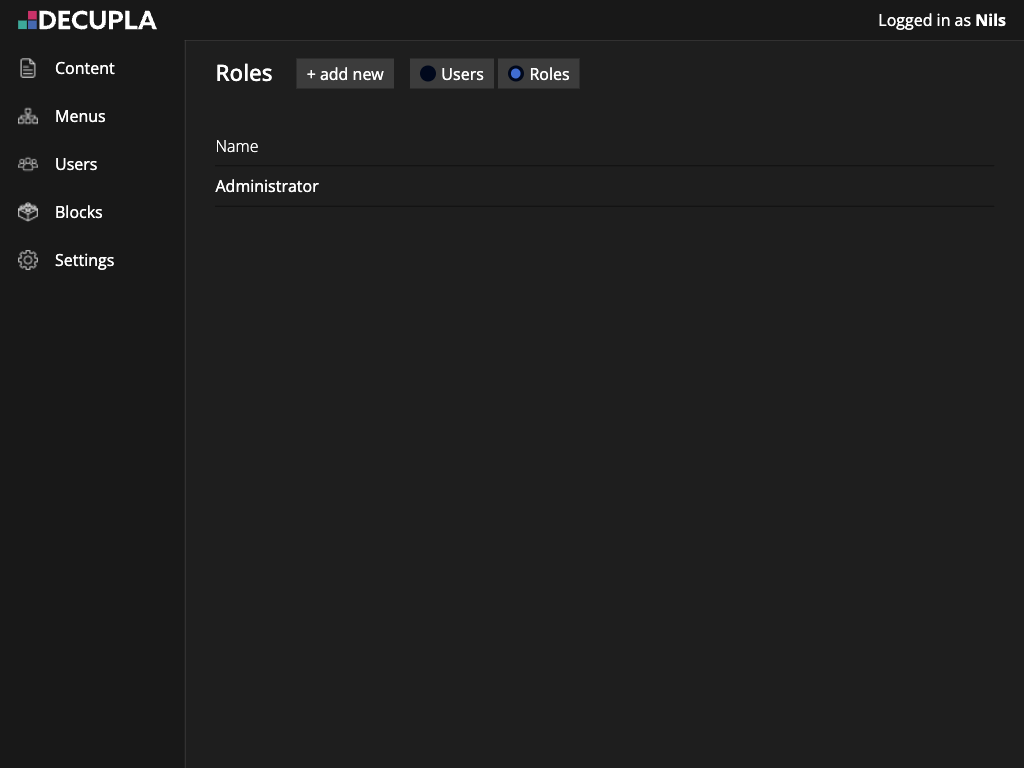 DECUPLA
Logged in as Nils
Content
Menus
Users
Blocks
Settings
Roles
+ add new
Users
Roles
Name
Administrator